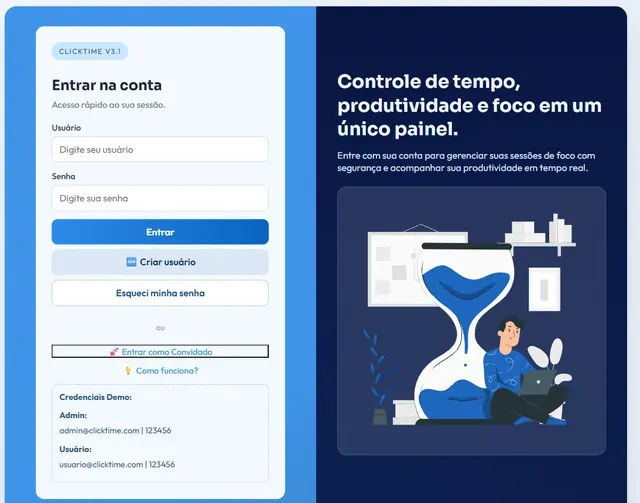 CLICKTIME V3.1
Entrar na conta
Acesso rápido ao sua sessão.
Usuário
Digite seu usuário
Senha
Digite sua senha
Entrar
🆕 Criar usuário
Esqueci minha senha
ou
🚀 Entrar como Convidado
💡 Como funciona?
Credenciais Demo:
Admin:
admin@clicktime.com | 123456
Usuário:
usuario@clicktime.com | 123456
Controle de tempo,
produtividade e foco em um
único painel.
Entre com sua conta para gerenciar suas sessões de foco com
segurança e acompanhar sua produtividade em tempo real.